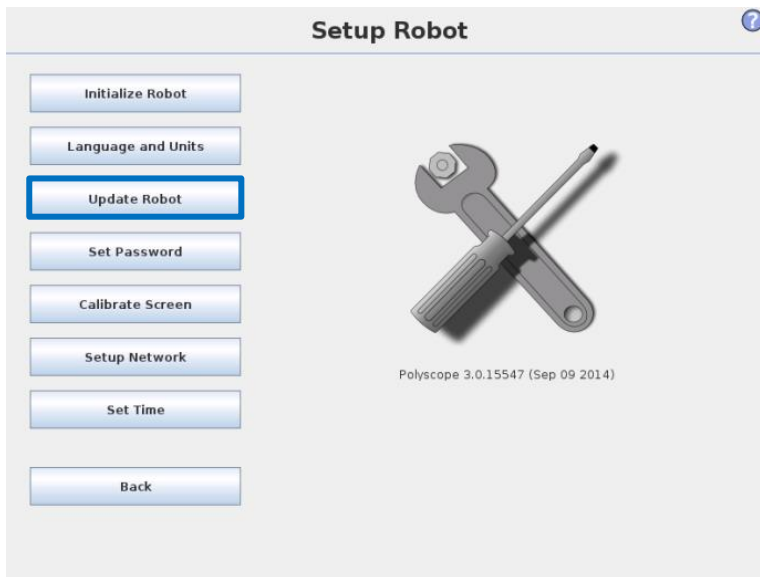 Setup Robot
?
Initialize Robot
Language and Units
Update Robot
Set Password
Calibrate Screen
Setup Network
Set Time
Back
Polyscope 3.0.15547 (Sep 09 2014)